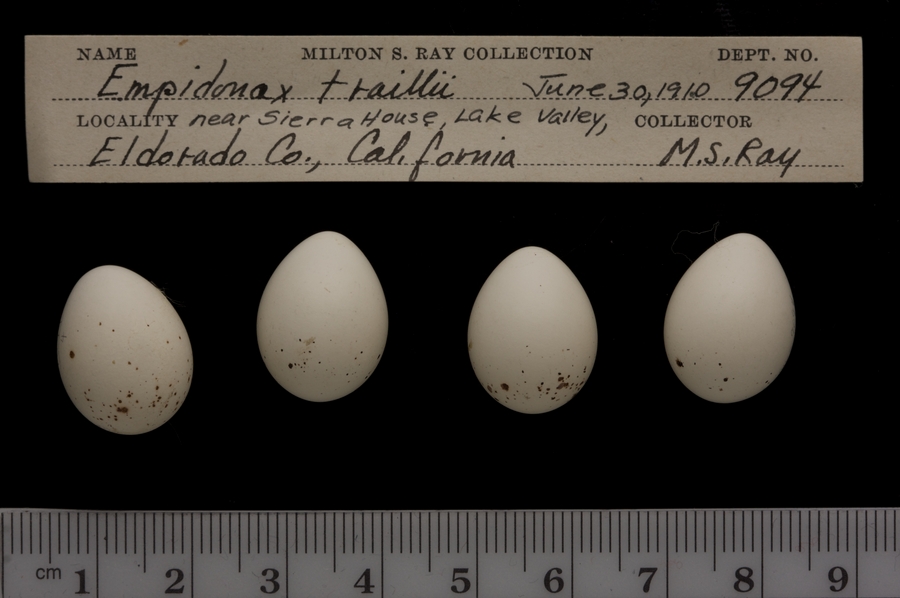 NAME MILTON S. RAY COLLECTION DEPT. NO.
Empidonax traillii June 30, 1910 9094
LOCALITY near Sierra House, Lake Valley, COLLECTOR
Eldorado Co., California M.S. Ray
cm 1 2 3 4 5 6 7 8 9